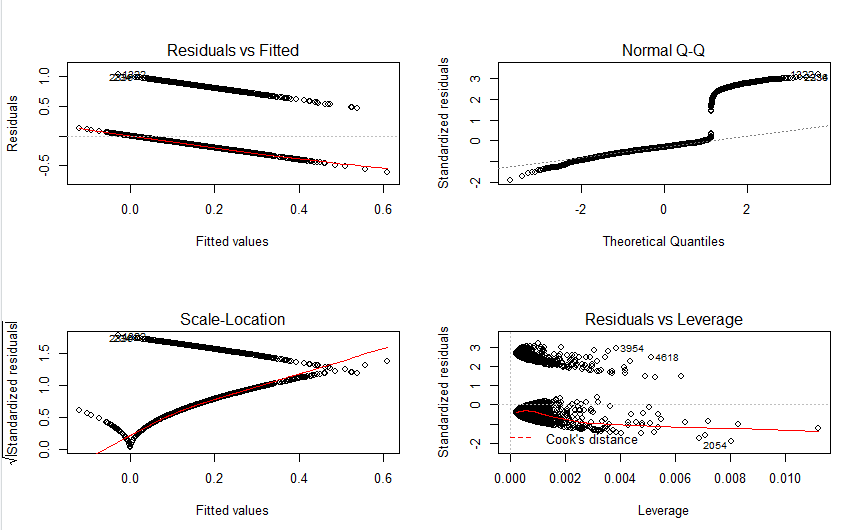 Residuals vs Fitted
Residuals
1.0
0.5
-0.5
0.0 0.2 0.4 0.6
Fitted values
Normal Q-Q
Standardized residuals
3
2
1
0
-2
-2 0 2
Theoretical Quantiles
Scale-Location
√|Standardized residuals|
1.5
1.0
0.5
0.0
0.0 0.2 0.4 0.6
Fitted values
Residuals vs Leverage
Standardized residuals
3
2
1
0
-2
3954
4618
2054
Cook's distance
0.000 0.002 0.004 0.006 0.008 0.010
Leverage